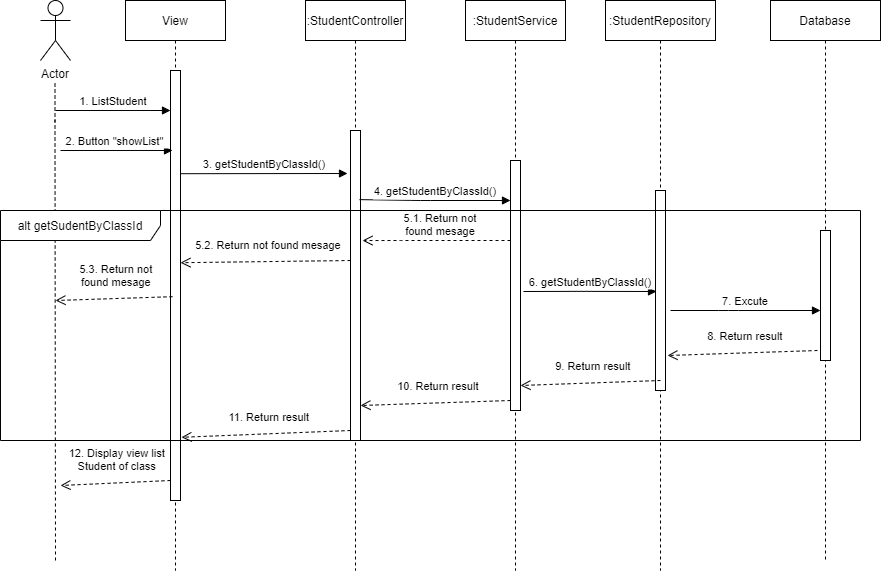 View
:StudentController
:StudentService
:StudentRepository
Database
Actor
1. ListStudent
2. Button "showList"
3. getStudentByClassId()
4. getStudentByClassId()
alt getSudentByClassId
5.1. Return not
found mesage
5.2. Return not found mesage
5.3. Return not
found mesage
6. getStudentByClassId()
7. Excute
8. Return result
9. Return result
10. Return result
11. Return result
12. Display view list
Student of class